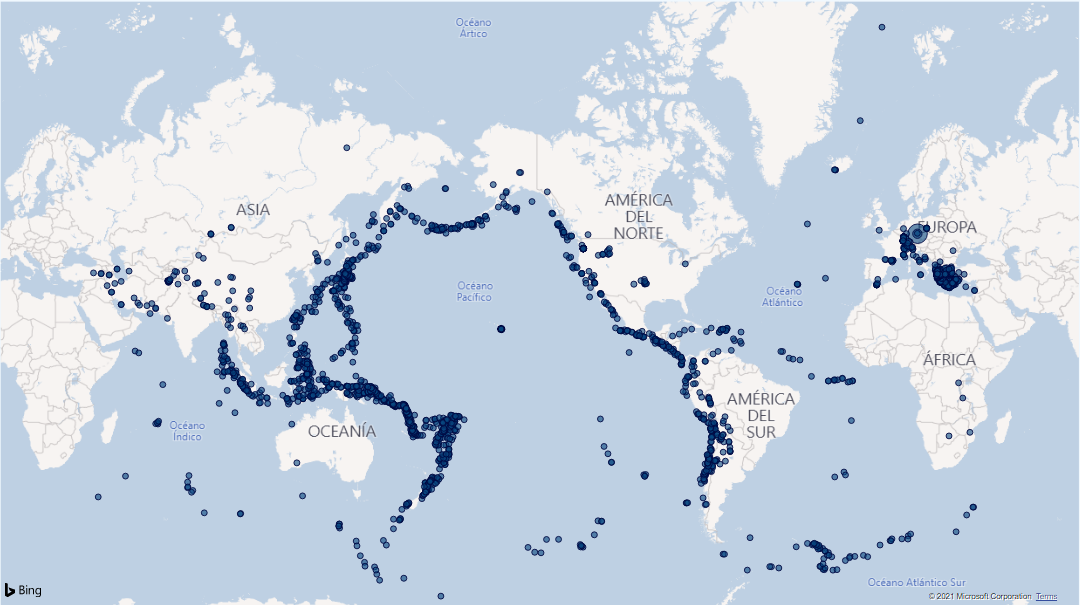 Océano
Ártico
ASIA
AMÉRICA
DEL
NORTE
EUROPA
Océano
Pacífico
Océano
Atlántico
ÁFRICA
AMÉRICA
DEL
SUR
Océano
Índico
OCEANÍA
Océano Atlántico Sur
Bing
© 2021 Microsoft Corporation Terms